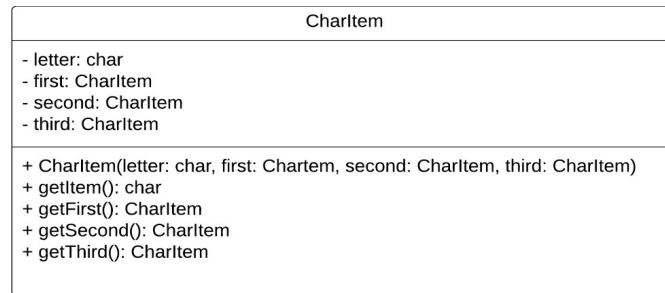 CharItem
- letter: char
- first: CharItem
- second: CharItem
- third: CharItem
+ CharItem(letter: char, first: Chartem, second: CharItem, third: CharItem)
+ getItem(): char
+ getFirst(): CharItem
+ getSecond(): CharItem
+ getThird(): CharItem